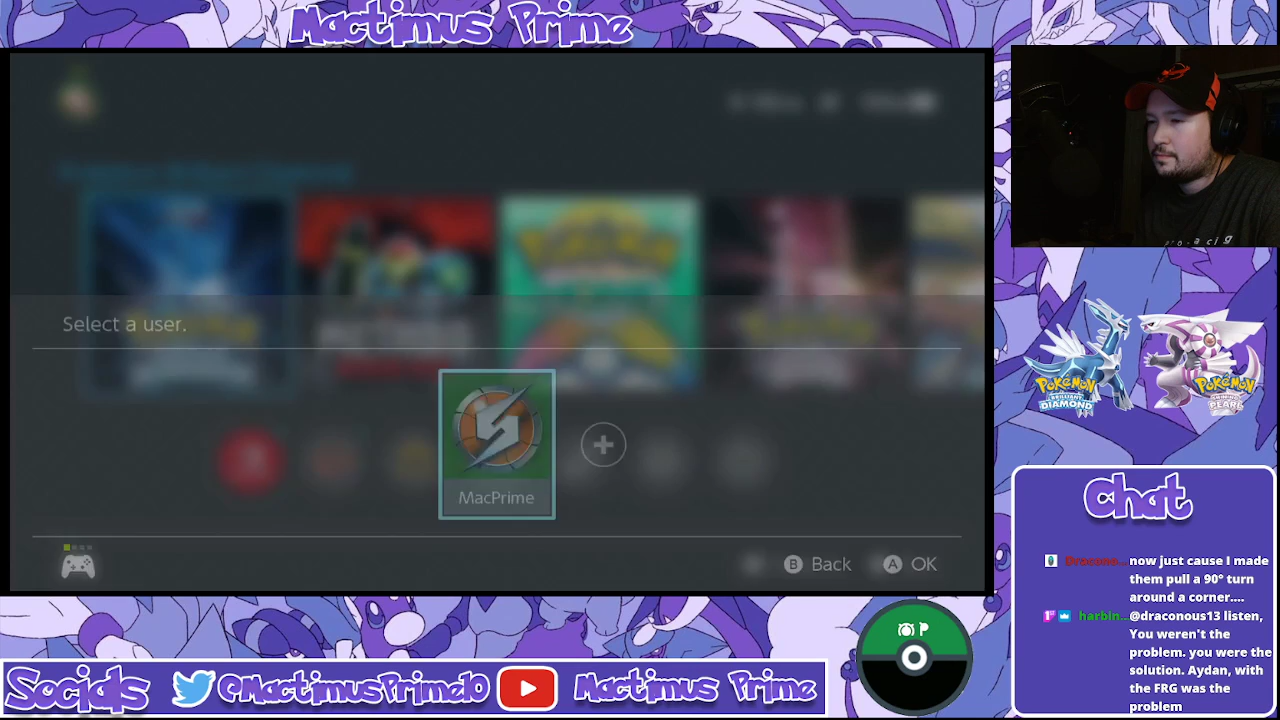 Mactimus Prime
Select a user.
MacPrime
B Back
A OK
POKéMON
BRILLIANT
DIAMOND
POKéMON
SHINING
PEARL
Chat
now just cause I made
them pull a 90° turn
around a corner....
harbin... @draconous13 listen,
You weren't the
problem. you were the
solution. Aydan, with
the FRG was the
problem
P
Socials
@MactimusPrime10
Mactimus Prime